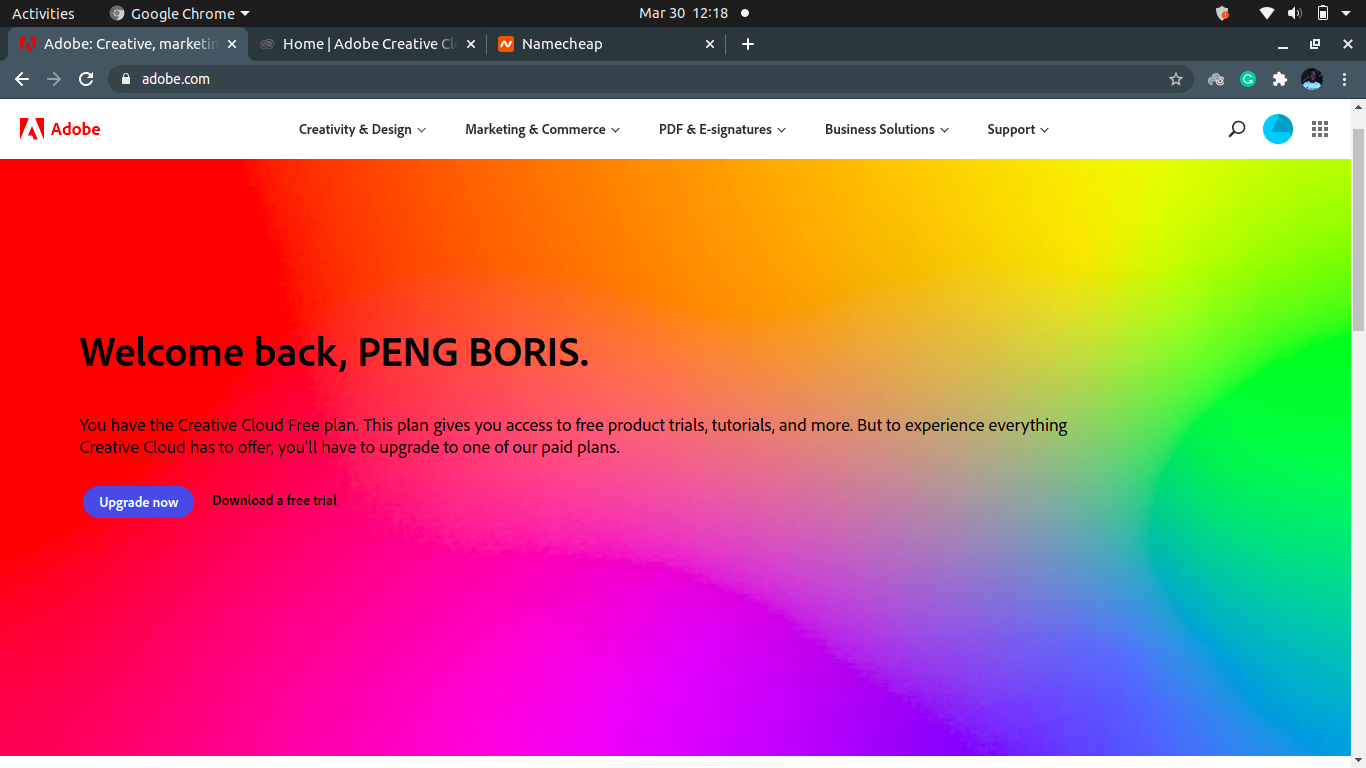 Activities
Google Chrome
Mar 30 12:18
Adobe: Creative, marketin
Home | Adobe Creative Cl
Namecheap
adobe.com
Adobe
Creativity & Design
Marketing & Commerce
PDF & E-signatures
Business Solutions
Support
Welcome back, PENG BORIS.
You have the Creative Cloud Free plan. This plan gives you access to free product trials, tutorials, and more. But to experience everything
Creative Cloud has to offer, you'll have to upgrade to one of our paid plans.
Upgrade now
Download a free trial